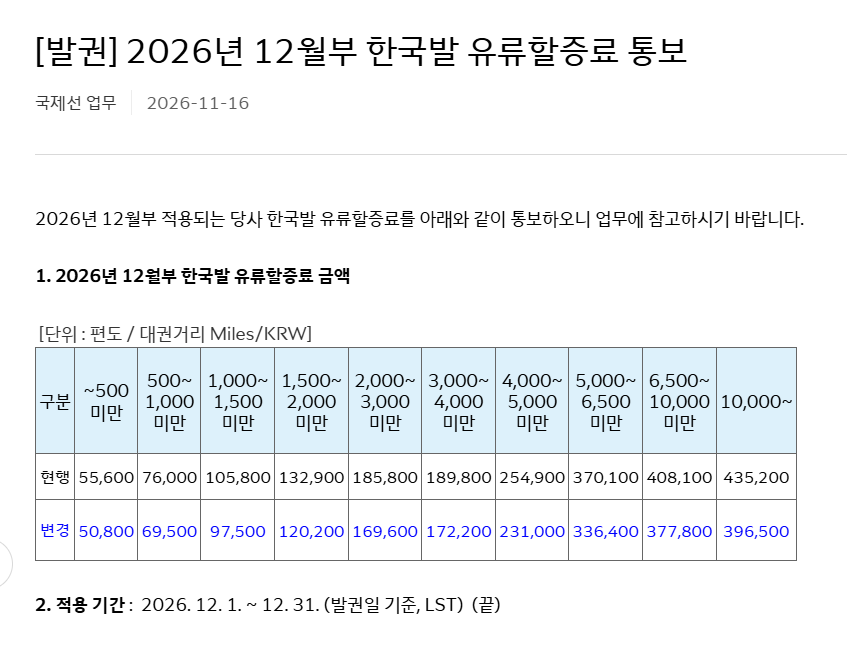 [발권] 2026년 12월부 한국발 유류할증료 통보
국제선 업무 2026-11-16
2026년 12월부 적용되는 당사 한국발 유류할증료를 아래와 같이 통보하오니 업무에 참고하시기 바랍니다.
1. 2026년 12월부 한국발 유류할증료 금액
[단위 : 편도 / 대권거리 Miles/KRW]
구분 ~500 미만 500~ 1,000 미만 1,000~ 1,500 미만 1,500~ 2,000 미만 2,000~ 3,000 미만 3,000~ 4,000 미만 4,000~ 5,000 미만 5,000~ 6,500 미만 6,500~ 10,000 미만 10,000~
현행 55,600 76,000 105,800 132,900 185,800 189,800 254,900 370,100 408,100 435,200
변경 50,800 69,500 97,500 120,200 169,600 172,200 231,000 336,400 377,800 396,500
2. 적용 기간 : 2026. 12. 1. ~ 12. 31. (발권일 기준, LST) (끝)